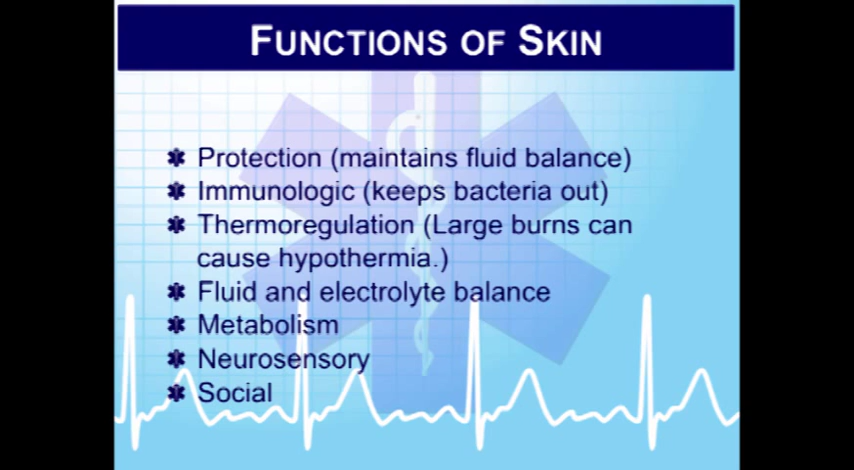 FUNCTIONS OF SKIN
Protection (maintains fluid balance)
Immunologic (keeps bacteria out)
Thermoregulation (Large burns can
cause hypothermia.)
Fluid and electrolyte balance
Metabolism
Neurosensory
Social